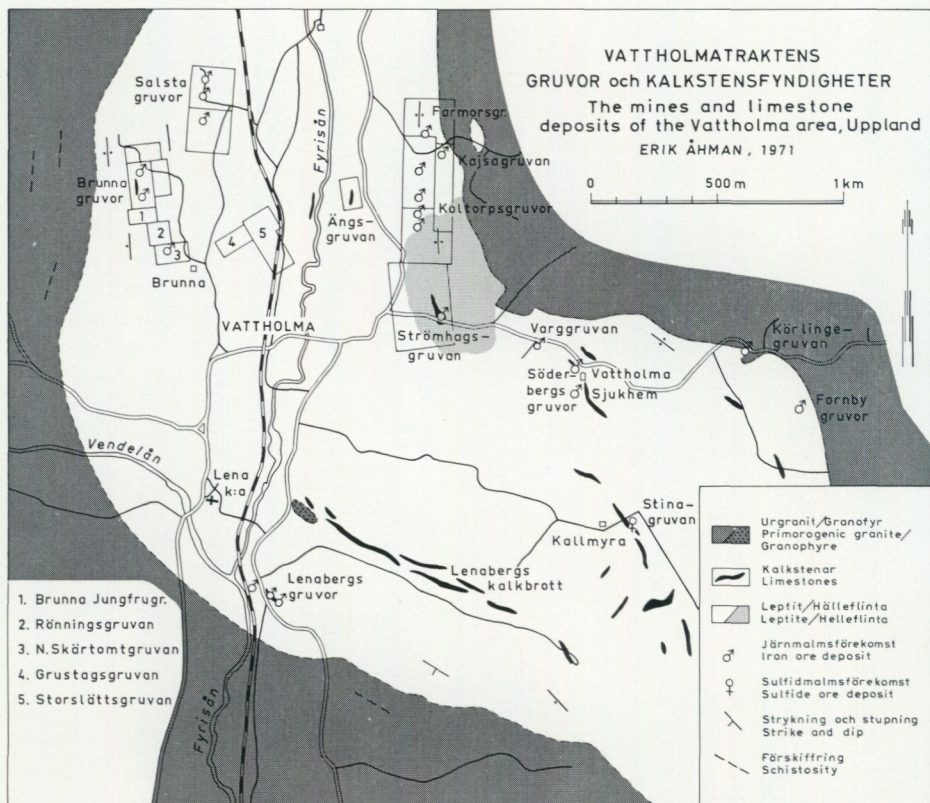 VATTHOLMATRAKTENS
GRUVOR och KALKSTENSFYNDIGHETER
The mines and limestone
deposits of the Vattholma area, Uppland
ERIK ÅHMAN, 1971
0 500 m 1 km
Salsta
gruvor
Fyrisån
Farmorsgr.
Kajsagruvan
Brunna
gruvor
1
2
3
Brunna
4
5
Ängs-
gruvan
Koltorpsgruvor
VATTHOLMA
Strömhags-
gruvan
Varggruvan
Körlinge-
gruvan
Söder-
bergs
gruvor
Vattholma
Sjukhem
Fornby
gruvor
Vendelån
Lena
k:a
Stina-
gruvan
Kallmyra
Lenabergs
kalkbrott
Lenabergs
gruvor
Fyrisån
1. Brunna Jungfrugr.
2. Rönningsgruvan
3. N.Skärtomtgruvan
4. Grustagsgruvan
5. Storslättsgruvan
Urgranit/Granofyr
Primorogenic granite/
Granophyre
Kalkstenar
Limestones
Leptit/Hälleflinta
Leptite/Helleflinta
Järnmalmsförekomst
Iron ore deposit
Sulfidmalmsförekomst
Sulfide ore deposit
Strykning och stupning
Strike and dip
Förskiffring
Schistosity